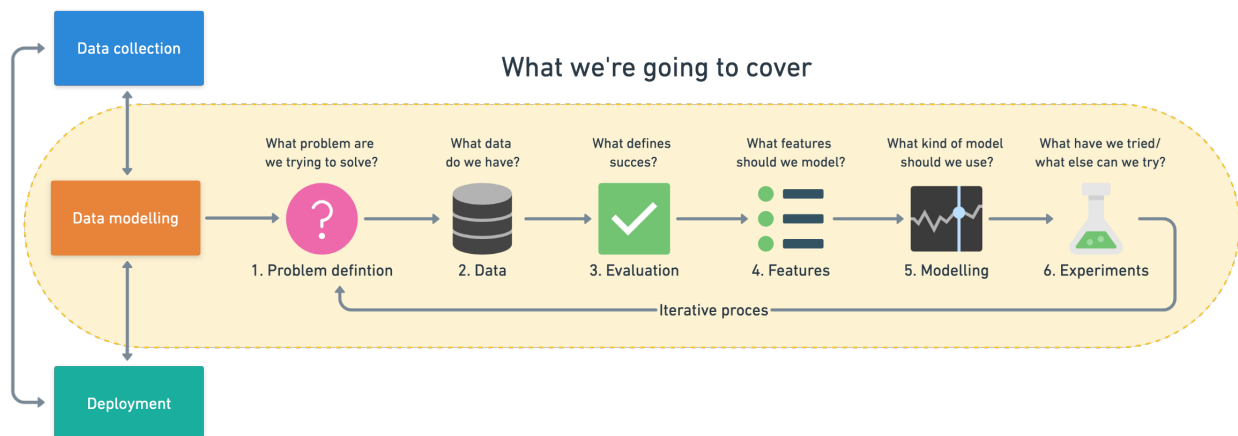 Data collection
What we're going to cover
What problem are
we trying to solve?
What data
do we have?
What defines
succes?
What features
should we model?
What kind of model
should we use?
What have we tried/
what else can we try?
Data modelling
?
1. Problem defintion
2. Data
3. Evaluation
4. Features
5. Modelling
6. Experiments
Iterative proces
Deployment